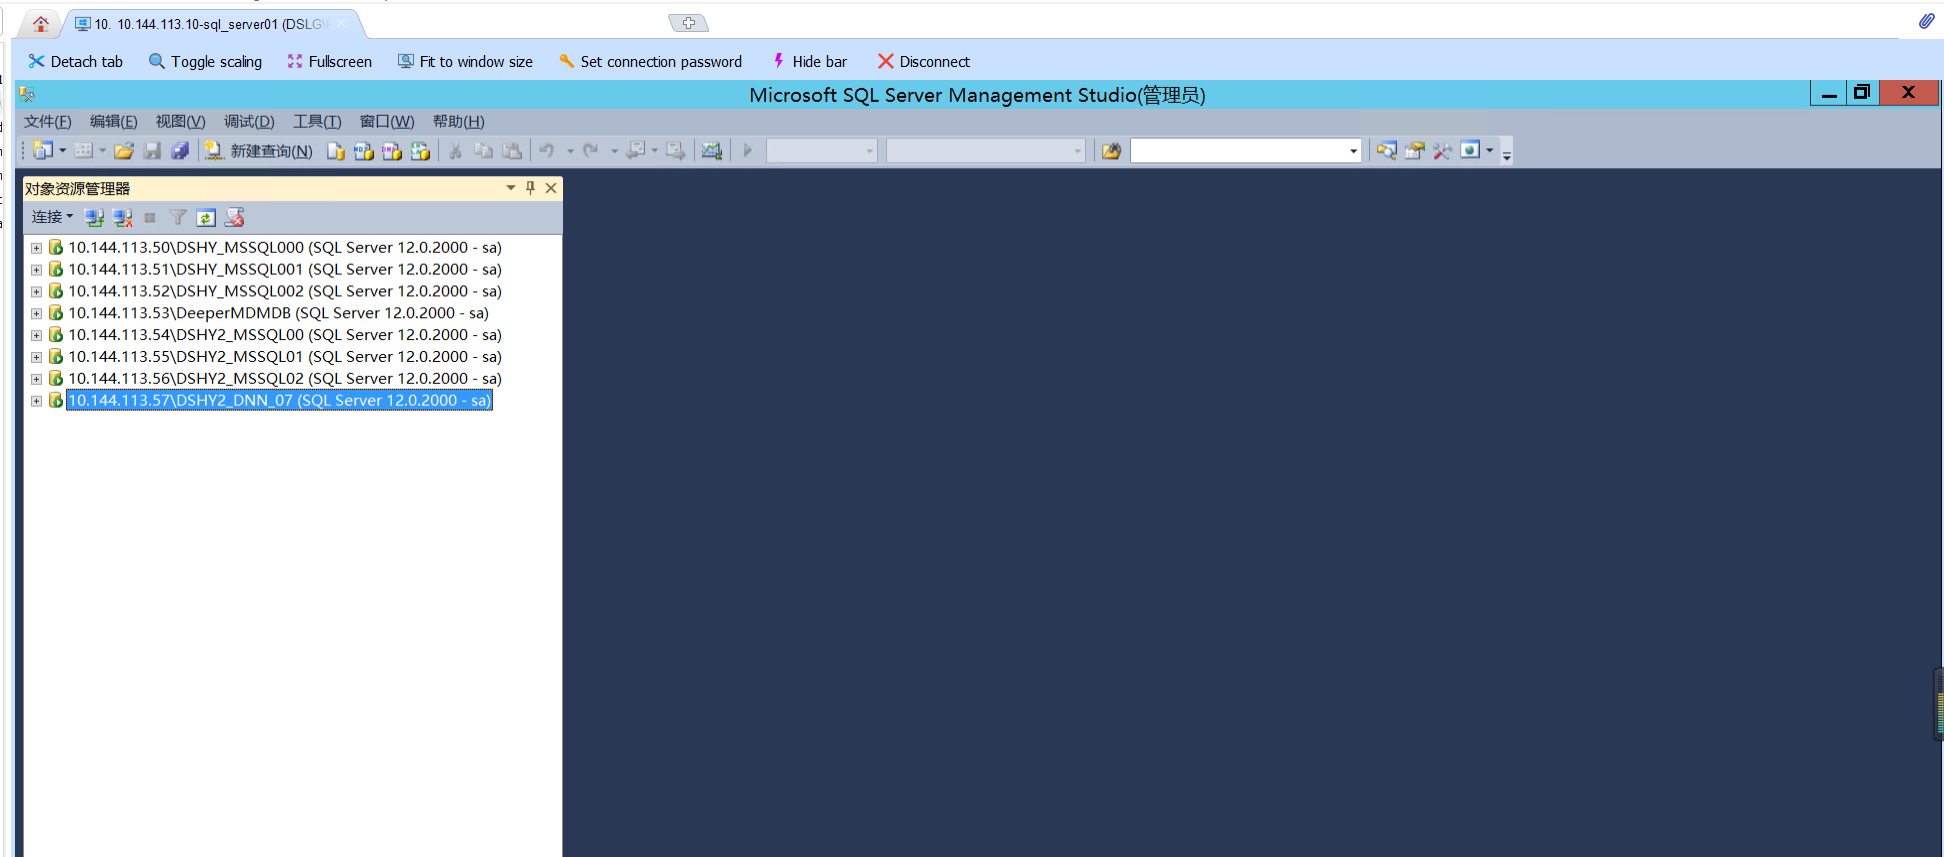 10. 10.144.113.10-sql_server01 (DSLG\
Detach tab Toggle scaling Fullscreen Fit to window size Set connection password Hide bar Disconnect
Microsoft SQL Server Management Studio(管理员)
文件(F) 编辑(E) 视图(V) 调试(D) 工具(T) 窗口(W) 帮助(H)
新建查询(N)
对象资源管理器
连接
10.144.113.50\DSHY_MSSQL000 (SQL Server 12.0.2000 - sa)
10.144.113.51\DSHY_MSSQL001 (SQL Server 12.0.2000 - sa)
10.144.113.52\DSHY_MSSQL002 (SQL Server 12.0.2000 - sa)
10.144.113.53\DeeperMDMDB (SQL Server 12.0.2000 - sa)
10.144.113.54\DSHY2_MSSQL00 (SQL Server 12.0.2000 - sa)
10.144.113.55\DSHY2_MSSQL01 (SQL Server 12.0.2000 - sa)
10.144.113.56\DSHY2_MSSQL02 (SQL Server 12.0.2000 - sa)
10.144.113.57\DSHY2_DNN_07 (SQL Server 12.0.2000 - sa)